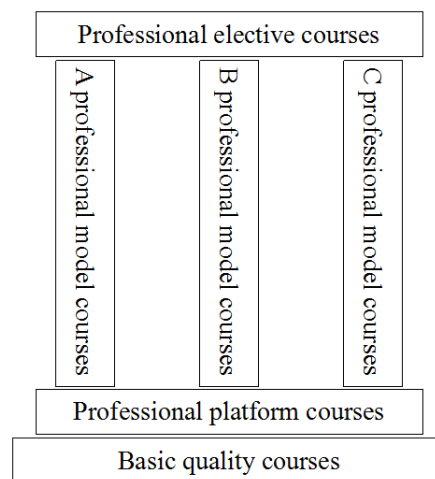 Professional elective courses
A professional model courses
B professional model courses
C professional model courses
Professional platform courses
Basic quality courses